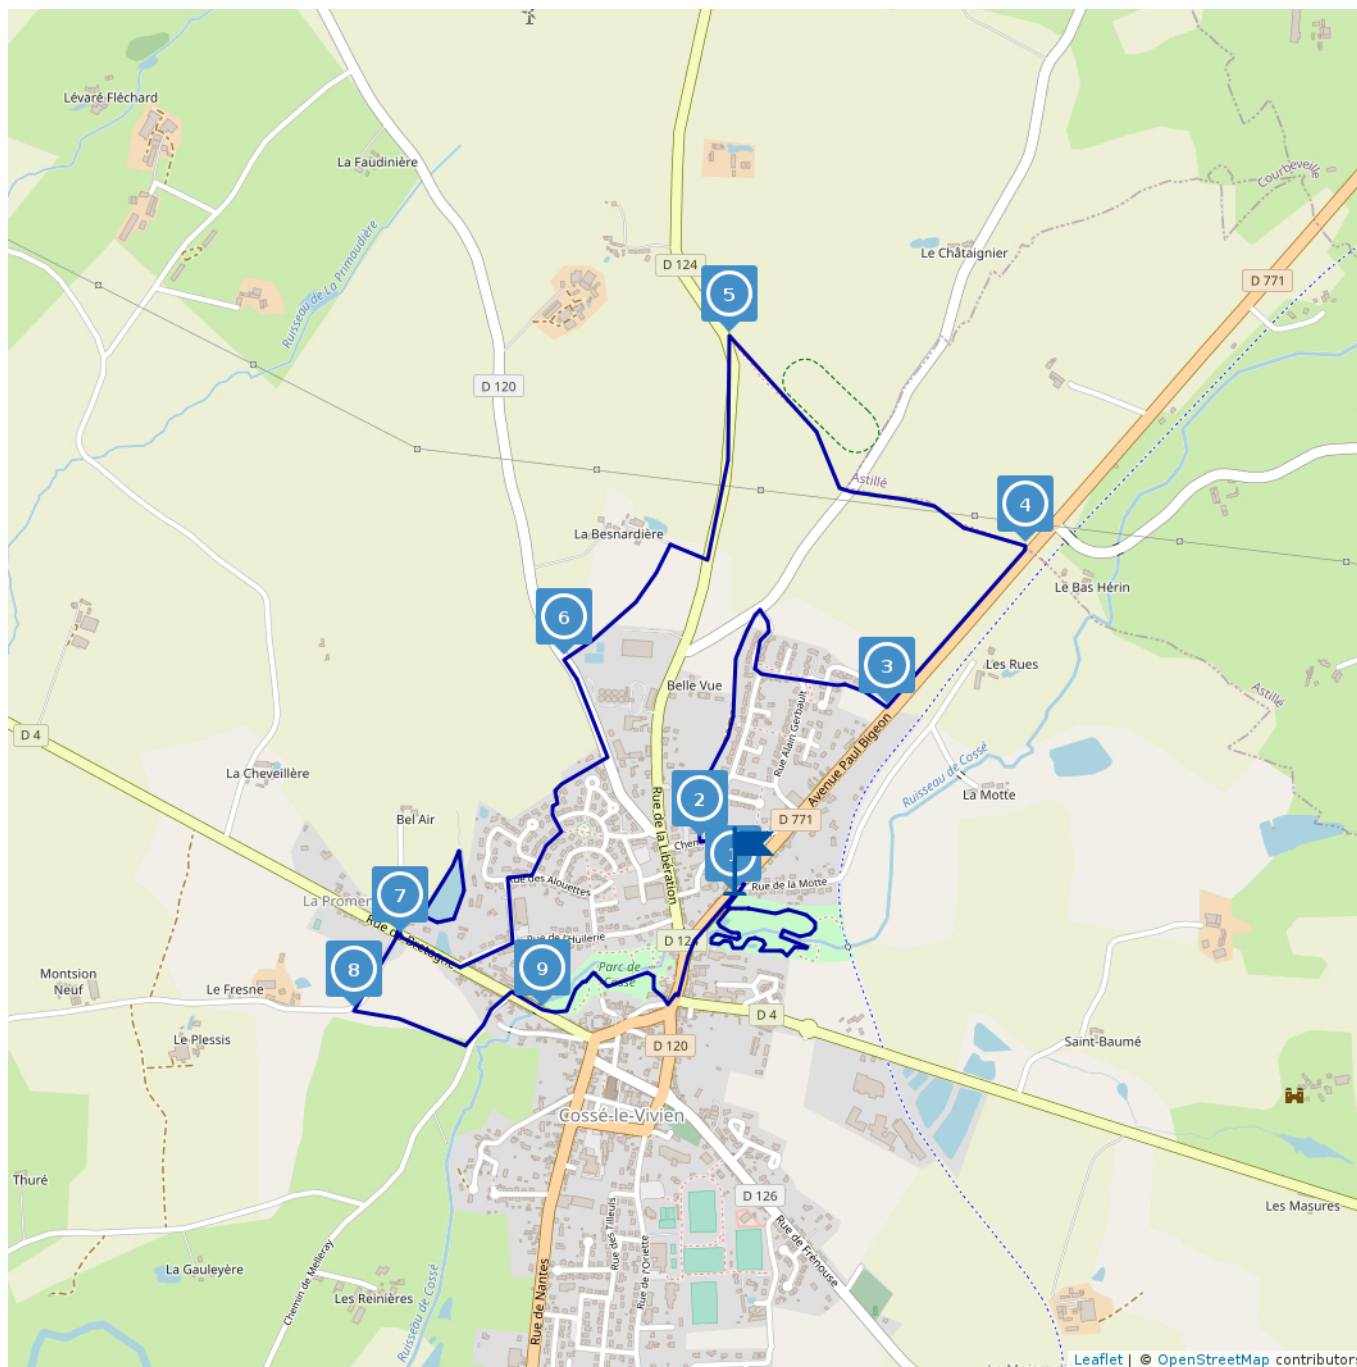 Lévaré Fléchard
La Faudinière
Courbeveille
Ruisseau de La Primaudière
Le Châtaignier
D 124
D 771
5
D 120
Astillé
4
La Besnardière
Le Bas Hérin
6
3
Les Rues
Belle Vue
Astillé
Rue Alain Gerbault
D 4
Avenue Paul Bigeon
Ruisseau de Cossé
La Cheveillère
La Motte
2
Bel Air
D 771
Rue de la Libération
1
Rue des Alouettes
Rue de la Motte
7
Rue de Bretagne
Rue de l'Huilerie
8
9
Parc de
Cossé
Montsion
Neuf
Le Fresne
D 4
Le Plessis
D 120
Saint-Baumé
Cossé-le-Vivien
Thuré
D 126
Les Masures
Rue des Tilleuls
Rue de l'Oriette
Rue de Frénouse
La Gauleyère
Chemin de Melleray
Les Reinières
Ruisseau de Cossé
Rue de Nantes
Leaflet | © OpenStreetMap contributors